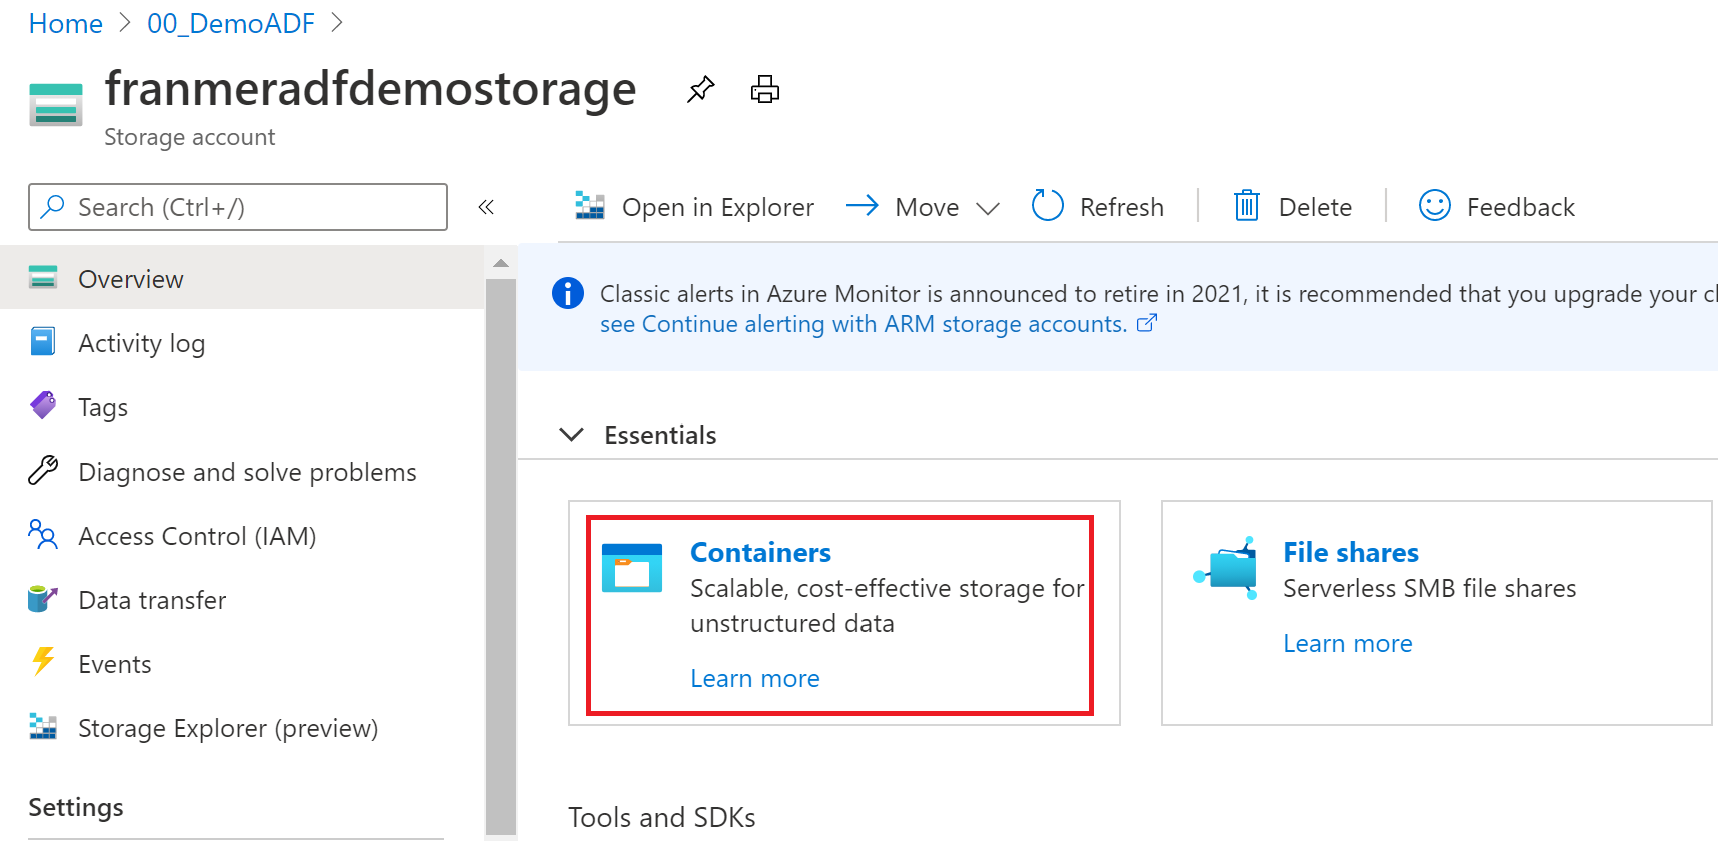 Home > 00_DemoADF >
franmeradfdemostorage
Storage account
Search (Ctrl+/)
«
Open in Explorer
Move
Refresh
Delete
Feedback
Overview
Activity log
Tags
Diagnose and solve problems
Access Control (IAM)
Data transfer
Events
Storage Explorer (preview)
Settings
Classic alerts in Azure Monitor is announced to retire in 2021, it is recommended that you upgrade your
see Continue alerting with ARM storage accounts.
Essentials
Containers
Scalable, cost-effective storage for
unstructured data
Learn more
File shares
Serverless SMB file shares
Learn more
Tools and SDKs